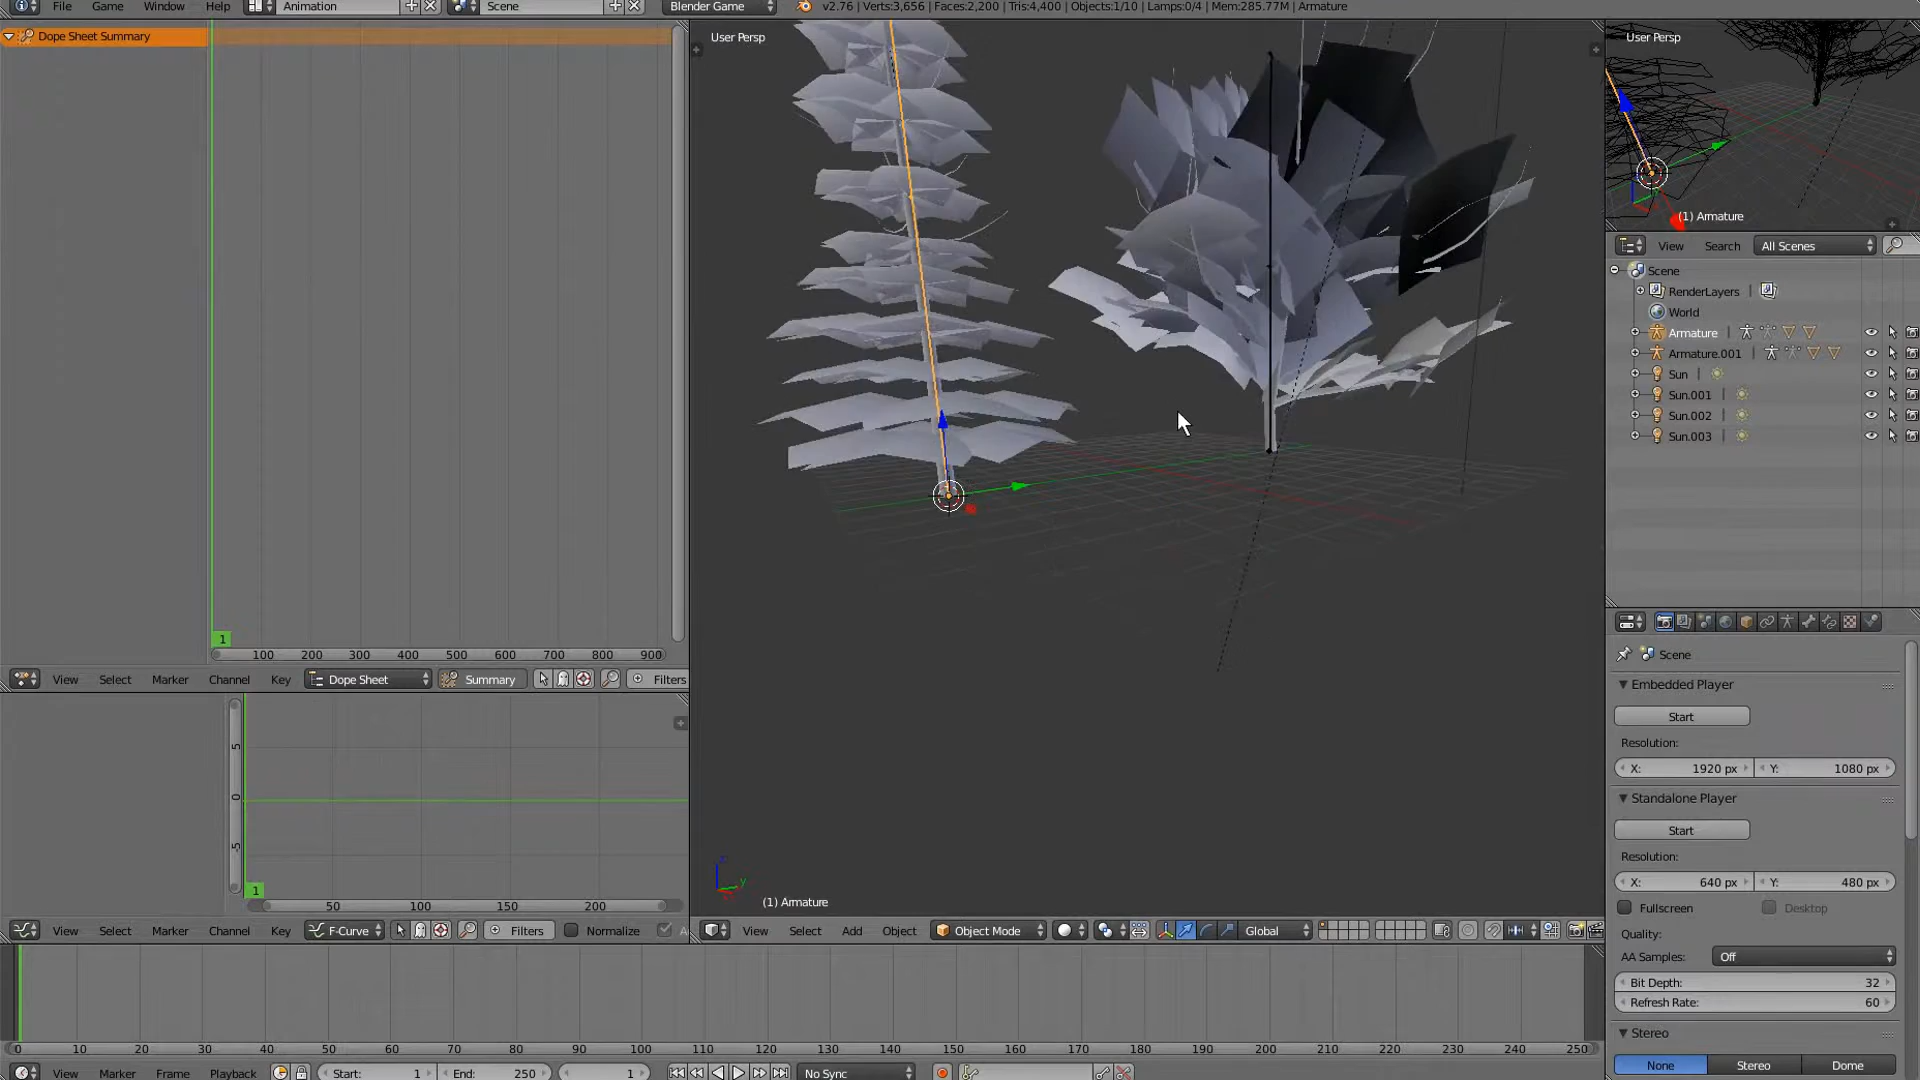 File Game Window Help Animation Scene Blender Game v2.76 | Verts:3,656 | Faces:2,200 | Tris:4,400 | Objects:1/10 | Lamps:0/4 | Mem:285.77M | Armature
Dope Sheet Summary
1
100 200 300 400 500 600 700 800 900
View Select Marker Channel Key Dope Sheet Summary Filters
5
0
-5
1
50 100 150 200
View Select Marker Channel Key F-Curve Filters Normalize A
User Persp
(1) Armature
View Select Add Object Object Mode Global
User Persp
(1) Armature
View Search All Scenes
Scene
RenderLayers |
World
Armature |
Armature.001 |
Sun |
Sun.001 |
Sun.002 |
Sun.003 |
Scene
Embedded Player
Start
Resolution:
X: 1920 px Y: 1080 px
Standalone Player
Start
Resolution:
X: 640 px Y: 480 px
Fullscreen Desktop
Quality:
AA Samples: Off
Bit Depth: 32
Refresh Rate: 60
Stereo
None Stereo Dome
0 10 20 30 40 50 60 70 80 90 100 110 120 130 140 150 160 170 180 190 200 210 220 230 240 250
View Marker Frame Playback Start: 1 End: 250 1 No Sync